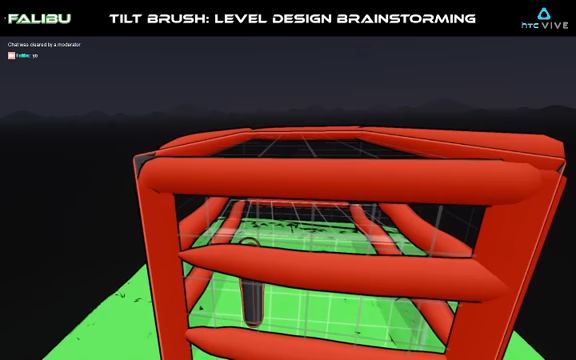 FALIBU
TILT BRUSH: LEVEL DESIGN BRAINSTORMING
hTC VIVE
Chat was cleared by a moderator
falibu: yo